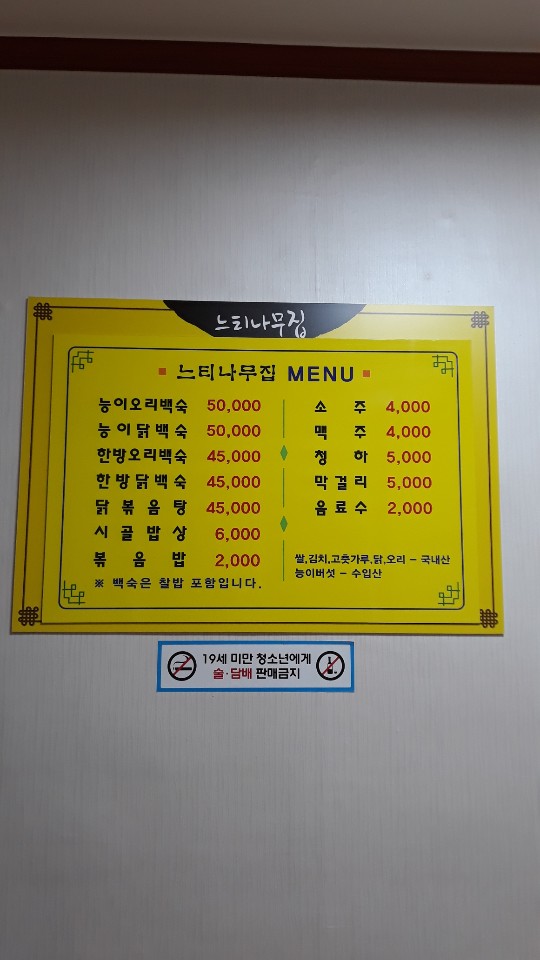 느티나무집
느티나무집 MENU
능이오리백숙 50,000
능이닭백숙 50,000
한방오리백숙 45,000
한방닭백숙 45,000
닭볶음탕 45,000
시골밥상 6,000
볶음밥 2,000
※ 백숙은 찰밥 포함입니다.
소주 4,000
맥주 4,000
청하 5,000
막걸리 5,000
음료수 2,000
쌀,김치,고춧가루,닭,오리 - 국내산
능이버섯 - 수입산
19세 미만 청소년에게
술·담배 판매금지